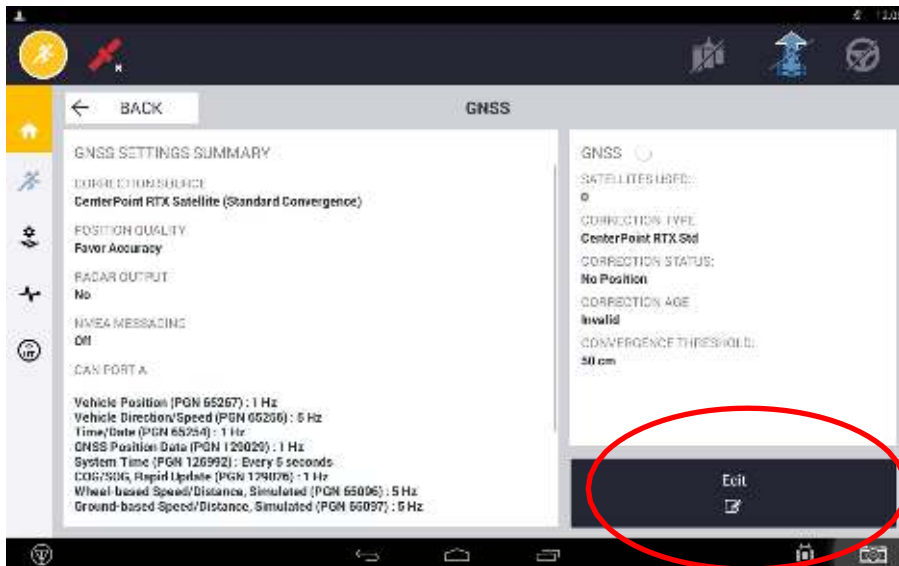 12:05
BACK
GNSS
GNSS SETTINGS SUMMARY
CORRECTION SOURCE
CenterPoint RTX Satellite (Standard Convergence)
POSITION QUALITY
Favor Accuracy
RADAR OUTPUT
No
NMEA MESSAGING
Off
CAN PORT A
Vehicle Position (PGN 65267) : 1 Hz
Vehicle Direction/Speed (PGN 65256) : 5 Hz
Time/Date (PGN 65254) : 1 Hz
GNSS Position Data (PGN 129029) : 1 Hz
System Time (PGN 126992) : Every 5 seconds
COG/SOG, Rapid Update (PGN 129026) : 1 Hz
Wheel-based Speed/Distance, Simulated (PGN 65096) : 5 Hz
Ground-based Speed/Distance, Simulated (PGN 65097) : 5 Hz
GNSS
SATELLITES USED:
0
CORRECTION TYPE
CenterPoint RTX Std
CORRECTION STATUS:
No Position
CORRECTION AGE
Invalid
CONVERGENCE THRESHOLD:
50 cm
Edit